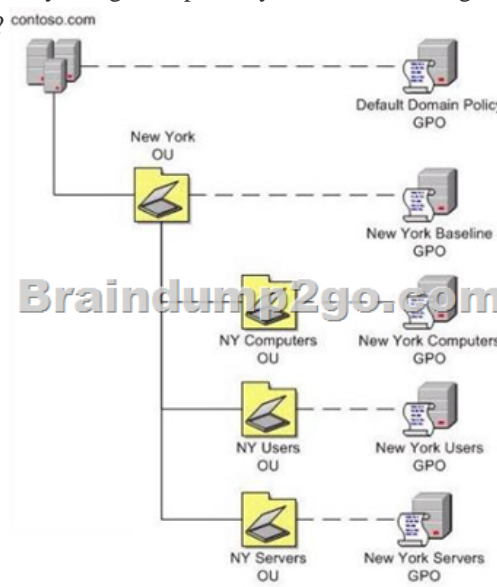 contoso.com
Default Domain Policy
GPO
New York
OU
New York Baseline
GPO
Braindump2go.com
NY Computers
OU
New York Computers
GPO
NY Users
OU
New York Users
GPO
NY Servers
OU
New York Servers
GPO